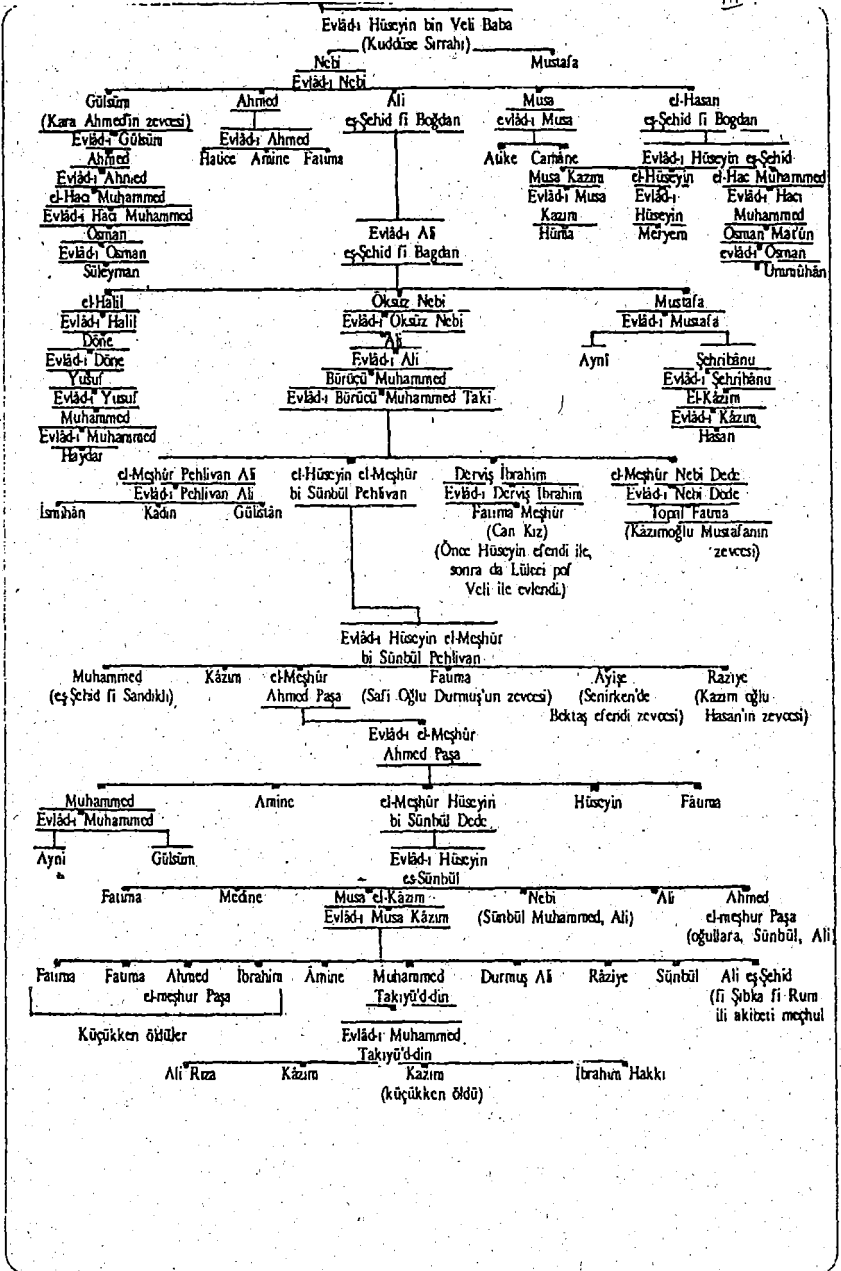 Evlâd-ı Hüseyin bin Veli Baba
(Kuddise Sırrahı)
Nebi Mustafa
Evlâd-ı Nebi
Gülsüm Ahmed Ali Musa el-Hasan
(Kara Ahmed'in zevcesi) eş-Şehid fi Boğdan evlâd-ı Musa eş-Şehid fi Bogdan
Evlâd-ı Gülsüm Evlâd-ı Ahmed
Ahmed Hatice Amine Fatıma Atike Carhâne Evlâd-ı Hüseyin eş-Şehid
Evlâd-ı Ahmed Musa Kazım el-Hüseyin el-Hac Muhammed
el-Hacı Muhammed Evlâd-ı Musa Evlâd-ı Evlâd-ı Hacı
Evlâd-ı Hacı Muhammed Kazım Hüseyin Muhammed
Osman Evlâd-ı Ali Hürma Meryem Osman Mat'ûn
Evlâd-ı Osman eş-Şehid fi Bagdan evlâd-ı Osman
Süleyman Ümmühân
el-Halil Öksüz Nebi Mustafa
Evlâd-ı Halil Evlâd-ı Öksüz Nebi Evlâd-ı Mustafa
Döne Ali
Evlâd-ı Döne Evlâd-ı Ali Aynî Şehribânu
Yusuf Bürücü Muhammed Evlâd-ı Şehribânu
Evlâd-ı Yusuf Evlâd-ı Bürücü Muhammed Taki El-Kâzım
Muhammed Evlâd-ı Kâzım
Evlâd-ı Muhammed Hasan
Haydar
el-Meşhûr Pehlivan Ali el-Hüseyin el-Meşhûr Derviş İbrahim el-Meşhûr Nebi Dede
Evlâd-ı Pehlivan Ali bi Sünbül Pehlivan Evlâd-ı Derviş İbrahim Evlâd-ı Nebi Dede
İsmihân Kadın Gülistân Fatıma Meşhûr Topal Fatma
(Can Kız) (Kâzımoğlu Mustafanın
(Önce Hüseyin efendi ile, zevcesi)
sonra da Lüleci pof
Veli ile evlendi.)
Evlâd-ı Hüseyin el-Meşhûr
bi Sünbül Pehlivan
Muhammed Kâzım el-Meşhûr Fatıma Âyişe Raziye
(eş-Şehid fi Sandıklı) Ahmed Paşa (Safi Oğlu Durmuş'un zevcesi) (Senirken'de (Kazım oğlu
Bektaş efendi zevcesi) Hasan'ın zevcesi)
Evlâd-ı el-Meşhûr
Ahmed Paşa
Muhammed Amine el-Meşhûr Hüseyin Hüseyin Fâtıma
Evlâd-ı Muhammed bi Sünbül Dede
Ayni Gülsüm Evlâd-ı Hüseyin
es-Sünbül
Fatıma Medine Musa el-Kâzım Nebi Ali Ahmed
Evlâd-ı Musa Kâzım (Sünbül Muhammed, Ali) el-meşhur Paşa
(oğullara, Sünbül, Ali)
Fatıma Fatıma Ahmed İbrahim Âmine Muhammed Durmuş Ali Râziye Sünbül Ali eş-Şehid
el-meşhur Paşa Takıyü'd-din (fi Şıbka fi Rum
ili akibeti meçhul
Küçükken öldüler Evlâd-ı Muhammed
Takıyü'd-din
Ali Rıza Kâzım Kazım İbrahim Hakkı
(küçükken öldü)